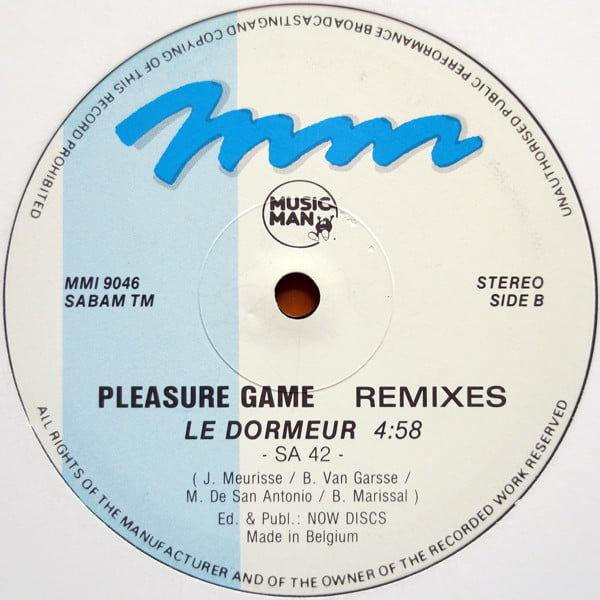 UNAUTHORISED PUBLIC PERFORMANCE BROADCASTING AND COPYING OF THIS RECORD PROHIBITED
mm
MUSIC
MAN
MMI 9046
SABAM TM
STEREO
SIDE B
PLEASURE GAME REMIXES
LE DORMEUR 4:58
- SA 42 -
( J. Meurisse / B. Van Garsse /
M. De San Antonio / B. Marissal )
Ed. & Publ.: NOW DISCS
Made in Belgium
ALL RIGHTS OF THE MANUFACTURER AND OF THE OWNER OF THE RECORDED WORK RESERVED